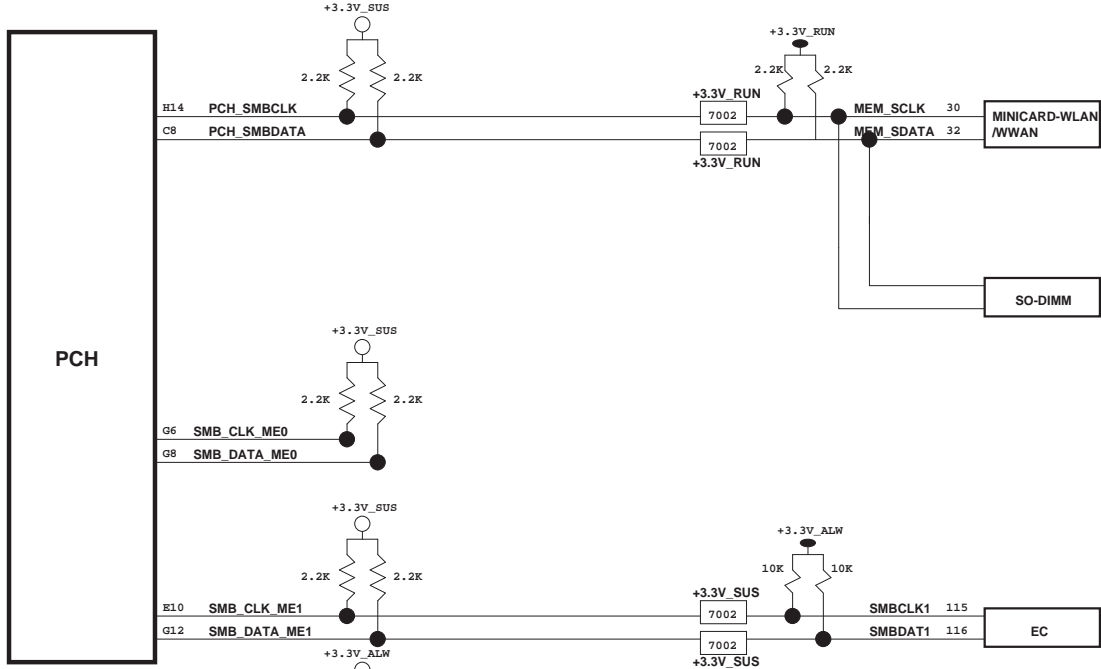 +3.3V_SUS
+3.3V_RUN
2.2K 2.2K
2.2K 2.2K
+3.3V_RUN
H14 PCH_SMBCLK
7002
MEM_SCLK 30
MINICARD-WLAN
/WWAN
C8 PCH_SMBDATA
7002
MEM_SDATA 32
+3.3V_RUN
SO-DIMM
+3.3V_SUS
PCH
2.2K 2.2K
G6 SMB_CLK_ME0
G8 SMB_DATA_ME0
+3.3V_SUS
+3.3V_ALW
2.2K 2.2K
10K 10K
+3.3V_SUS
E10 SMB_CLK_ME1
7002
SMBCLK1 115
EC
G12 SMB_DATA_ME1
7002
SMBDAT1 116
+3.3V_ALW
+3.3V_SUS